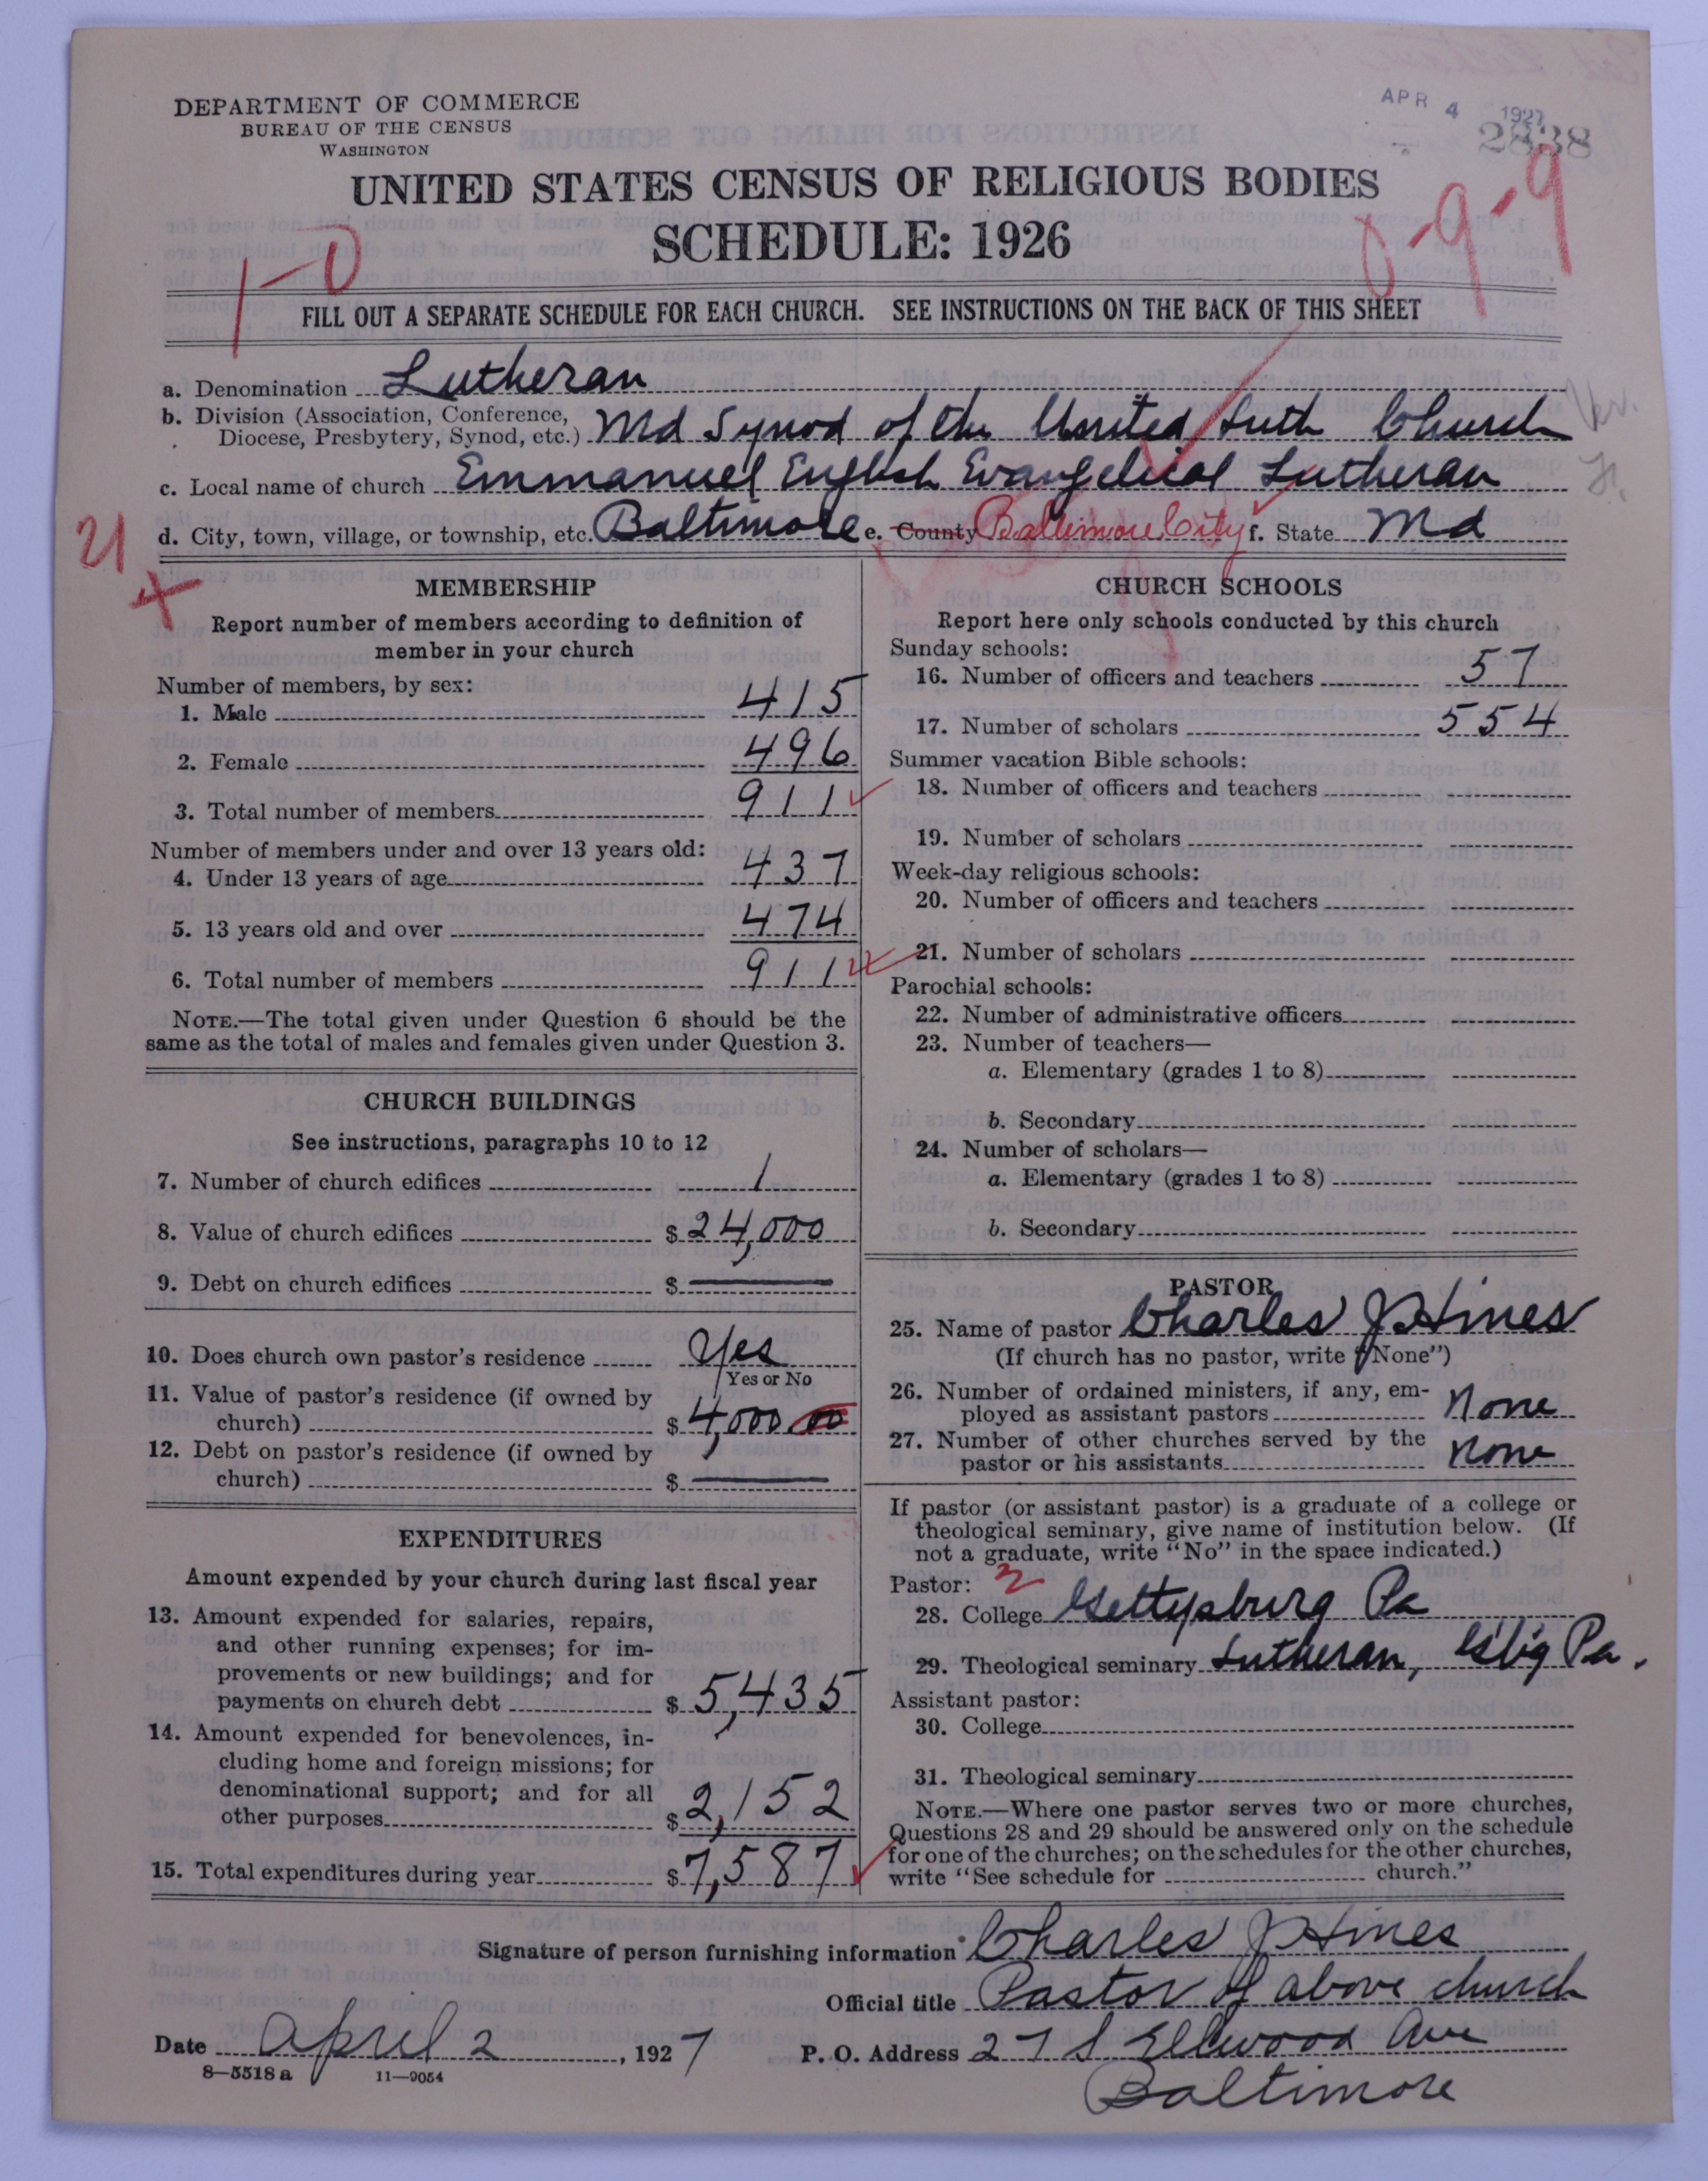 DEPARTMENT OF COMMERCE
BUREAU OF THE CENSUS
WASHINGTON
APR 4 1927
2838
UNITED STATES CENSUS OF RELIGIOUS BODIES
SCHEDULE: 1926
1-0
0-9-9
FILL OUT A SEPARATE SCHEDULE FOR EACH CHURCH. SEE INSTRUCTIONS ON THE BACK OF THIS SHEET
a. Denomination Lutheran
b. Division (Association, Conference,
Diocese, Presbytery, Synod, etc.) Md Synod of the United Luth Church
c. Local name of church Emmanuel English Evangelical Lutheran
21
d. City, town, village, or township, etc. Baltimore e. County Baltimore City f. State Md
MEMBERSHIP
Report number of members according to definition of
member in your church
Number of members, by sex:
1. Male 415
2. Female 496
3. Total number of members 911
Number of members under and over 13 years old:
4. Under 13 years of age 437
5. 13 years old and over 474
6. Total number of members 911
NOTE.—The total given under Question 6 should be the
same as the total of males and females given under Question 3.
CHURCH BUILDINGS
See instructions, paragraphs 10 to 12
7. Number of church edifices 1
8. Value of church edifices $ 24,000
9. Debt on church edifices $ —
10. Does church own pastor's residence Yes
Yes or No
11. Value of pastor's residence (if owned by
church) $ 4,000 00
12. Debt on pastor's residence (if owned by
church) $ —
EXPENDITURES
Amount expended by your church during last fiscal year
13. Amount expended for salaries, repairs,
and other running expenses; for im-
provements or new buildings; and for
payments on church debt $ 5,435
14. Amount expended for benevolences, in-
cluding home and foreign missions; for
denominational support; and for all
other purposes $ 2,152
15. Total expenditures during year $ 7,587
CHURCH SCHOOLS
Report here only schools conducted by this church
Sunday schools:
16. Number of officers and teachers 57
17. Number of scholars 554
Summer vacation Bible schools:
18. Number of officers and teachers
19. Number of scholars
Week-day religious schools:
20. Number of officers and teachers
21. Number of scholars
Parochial schools:
22. Number of administrative officers
23. Number of teachers—
a. Elementary (grades 1 to 8)
b. Secondary
24. Number of scholars—
a. Elementary (grades 1 to 8)
b. Secondary
PASTOR
25. Name of pastor Charles J Hines
(If church has no pastor, write "None")
26. Number of ordained ministers, if any, em-
ployed as assistant pastors None
27. Number of other churches served by the
pastor or his assistants None
If pastor (or assistant pastor) is a graduate of a college or
theological seminary, give name of institution below. (If
not a graduate, write "No" in the space indicated.)
Pastor: 2
28. College Gettysburg Pa
29. Theological seminary Lutheran, Gbg Pa.
Assistant pastor:
30. College
31. Theological seminary
NOTE.—Where one pastor serves two or more churches,
Questions 28 and 29 should be answered only on the schedule
for one of the churches; on the schedules for the other churches,
write "See schedule for church."
Signature of person furnishing information Charles J Hines
Official title Pastor of above church
Date April 2, 1927 P. O. Address 27 S Ellwood Ave
8—5518 a 11—9054
Baltimore